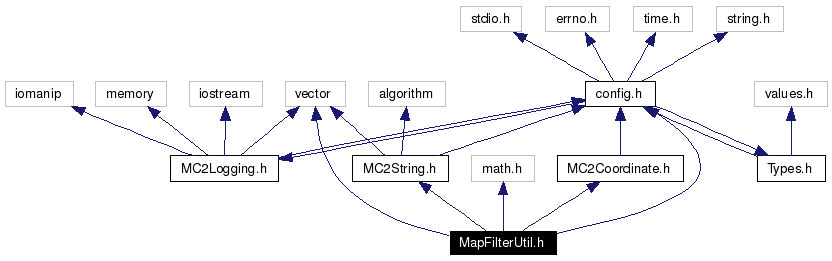 stdio.h
errno.h
time.h
string.h
iomanip
memory
iostream
vector
algorithm
config.h
values.h
MC2Logging.h
MC2String.h
math.h
MC2Coordinate.h
Types.h
MapFilterUtil.h